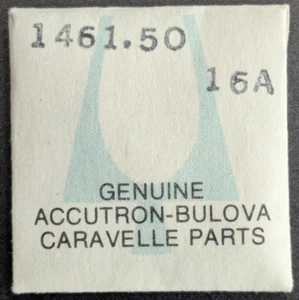 1461.50
16A
GENUINE
ACCUTRON-BULOVA
CARAVELLE PARTS